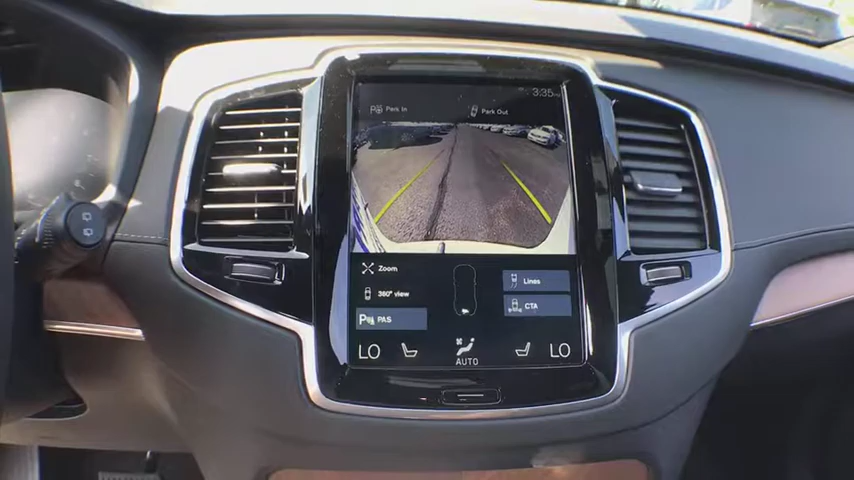 3:35
Park In
Park Out
Zoom
360° view
PAS
Lines
CTA
LO
AUTO
LO